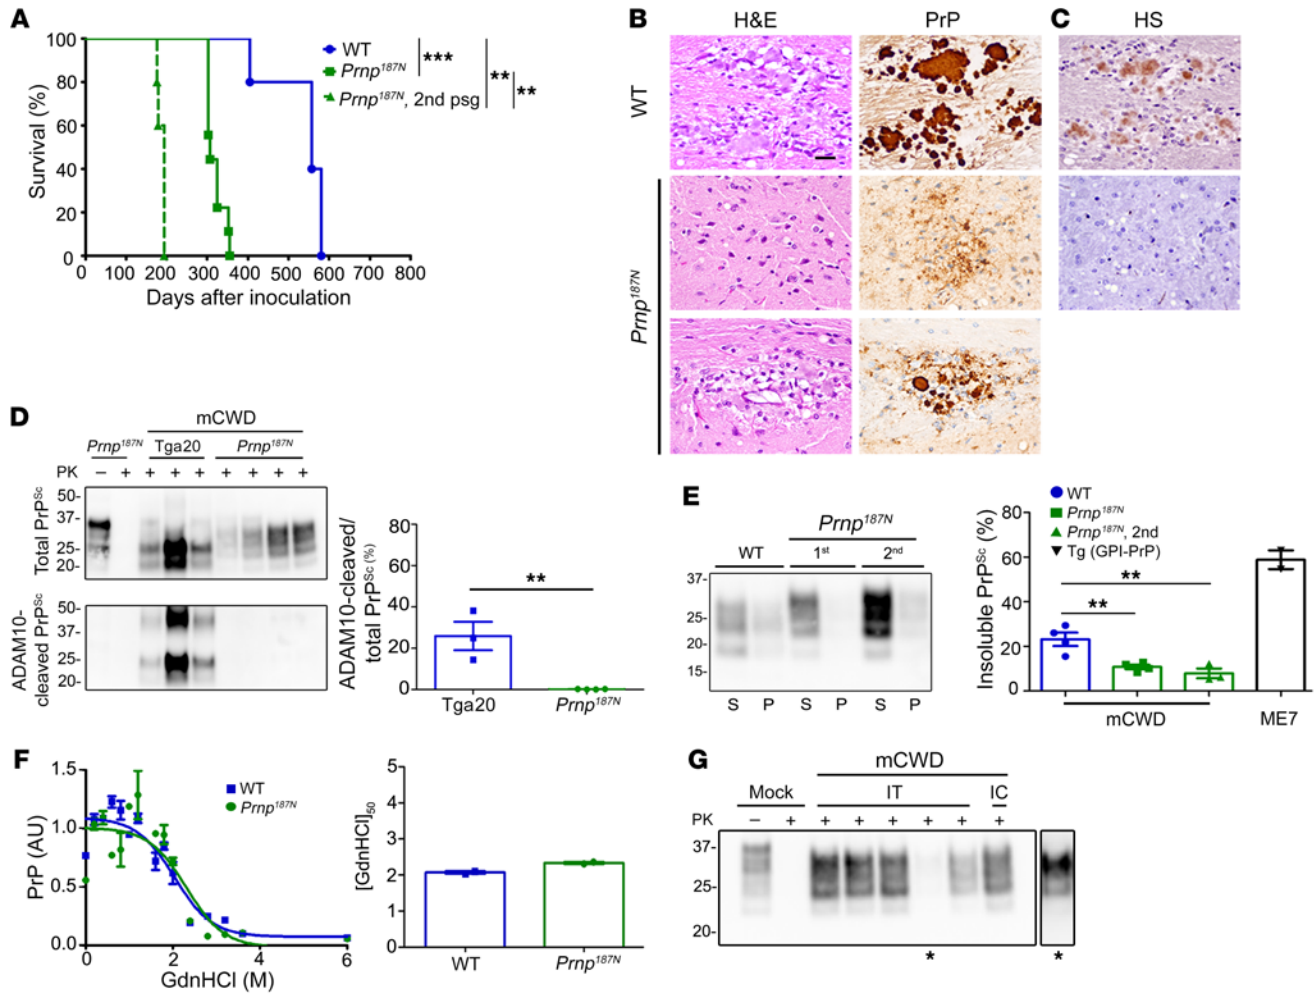 A
100
80
60
40
20
0
Survival (%)
0 100 200 300 400 500 600 700 800
Days after inoculation
WT
Prnp187N
Prnp187N, 2nd psg
***
**
**
B
H&E
PrP
WT
Prnp187N
C
HS
D
mCWD
Prnp187N
Tga20
Prnp187N
PK − + + + + + + + +
Total PrPSc
50-
37-
25-
20-
ADAM10-
cleaved PrPSc
50-
37-
25-
20-
ADAM10-cleaved/
total PrPSc (%)
80
60
40
20
0
**
Tga20
Prnp187N
E
Prnp187N
WT
1st
2nd
37-
25-
20-
15-
S P S P S P
WT
Prnp187N
Prnp187N, 2nd
Tg (GPI-PrP)
Insoluble PrPSc (%)
80
60
40
20
0
**
**
mCWD
ME7
F
PrP (AU)
1.5
1.0
0.5
0.0
0 2 4 6
GdnHCl (M)
WT
Prnp187N
[GdnHCl]50
5
4
3
2
1
0
WT
Prnp187N
G
mCWD
Mock
IT
IC
PK − + + + + + + +
37-
25-
20-
*
*